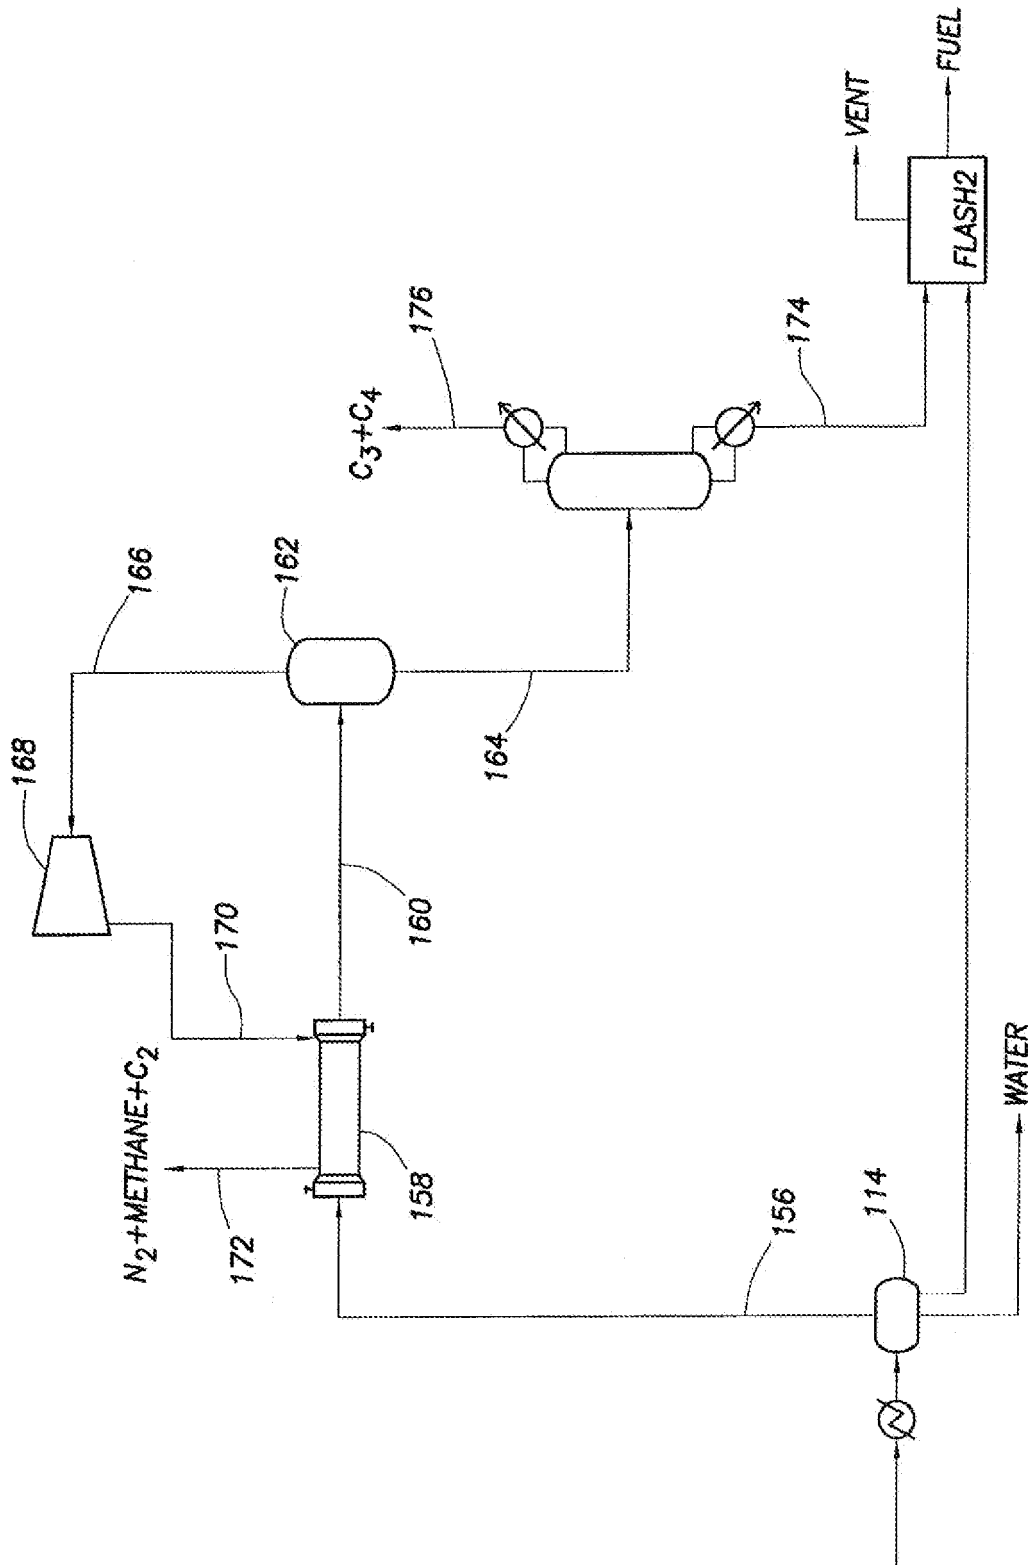 168
166
N2+METHANE+C2
170
162
172
160
164
158
C3+C4
176
156
174
VENT
114
FLASH2
FUEL
WATER